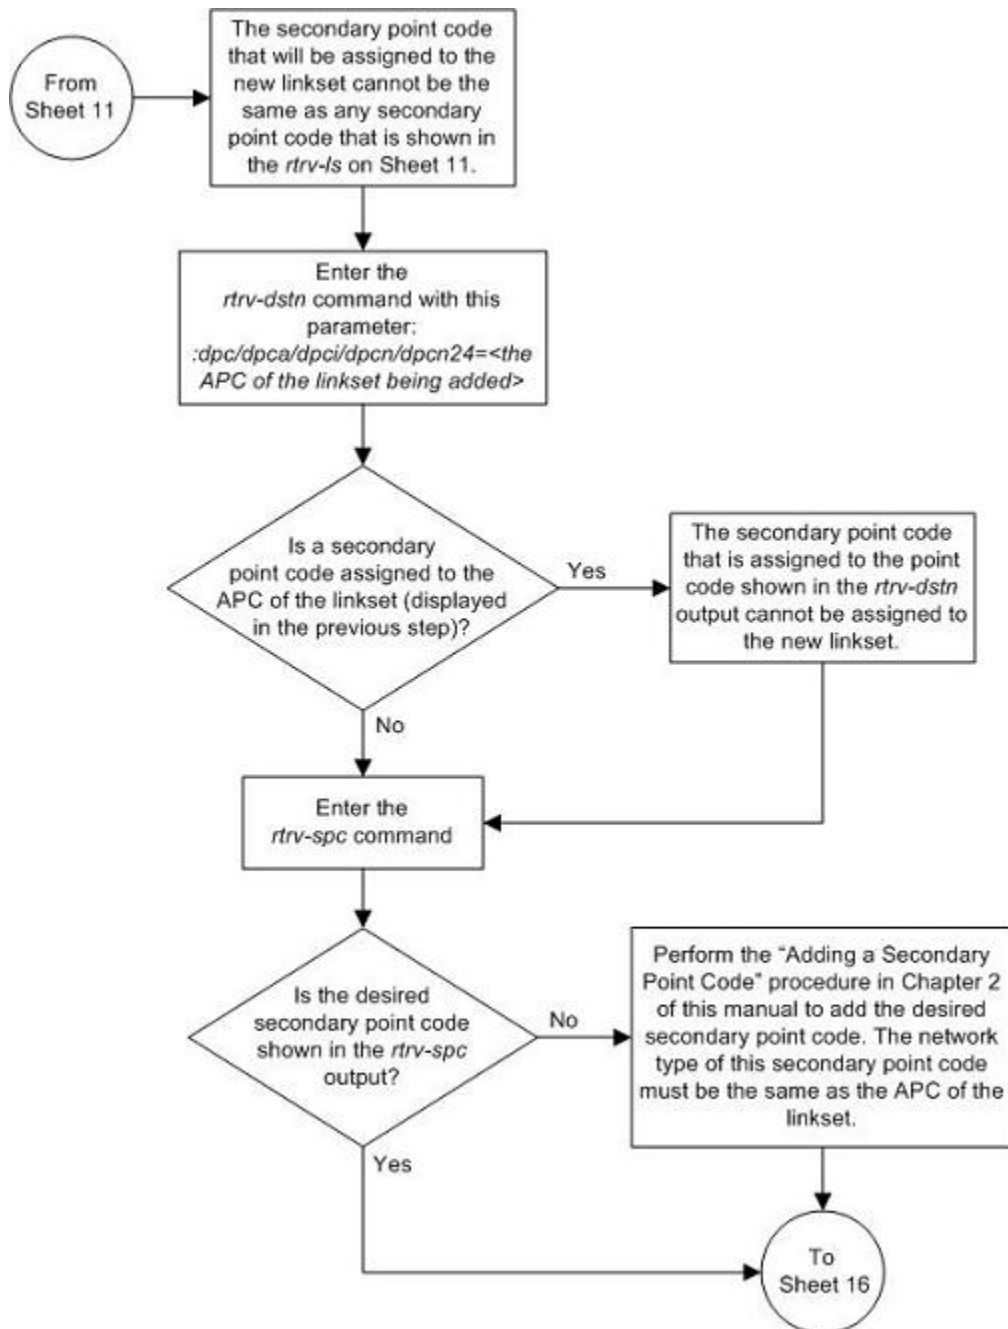 From
Sheet 11
The secondary point code
that will be assigned to the
new linkset cannot be the
same as any secondary
point code that is shown in
the rtrv-ls on Sheet 11.
Enter the
rtrv-dstn command with this
parameter:
:dpc/dpca/dpci/dpcn/dpcn24=<the
APC of the linkset being added>
Is a secondary
point code assigned to the
APC of the linkset (displayed
in the previous step)?
Yes
The secondary point code
that is assigned to the point
code shown in the rtrv-dstn
output cannot be assigned to
the new linkset.
No
Enter the
rtrv-spc command
Is the desired
secondary point code
shown in the rtrv-spc
output?
No
Perform the “Adding a Secondary
Point Code” procedure in Chapter 2
of this manual to add the desired
secondary point code. The network
type of this secondary point code
must be the same as the APC of the
linkset.
Yes
To
Sheet 16